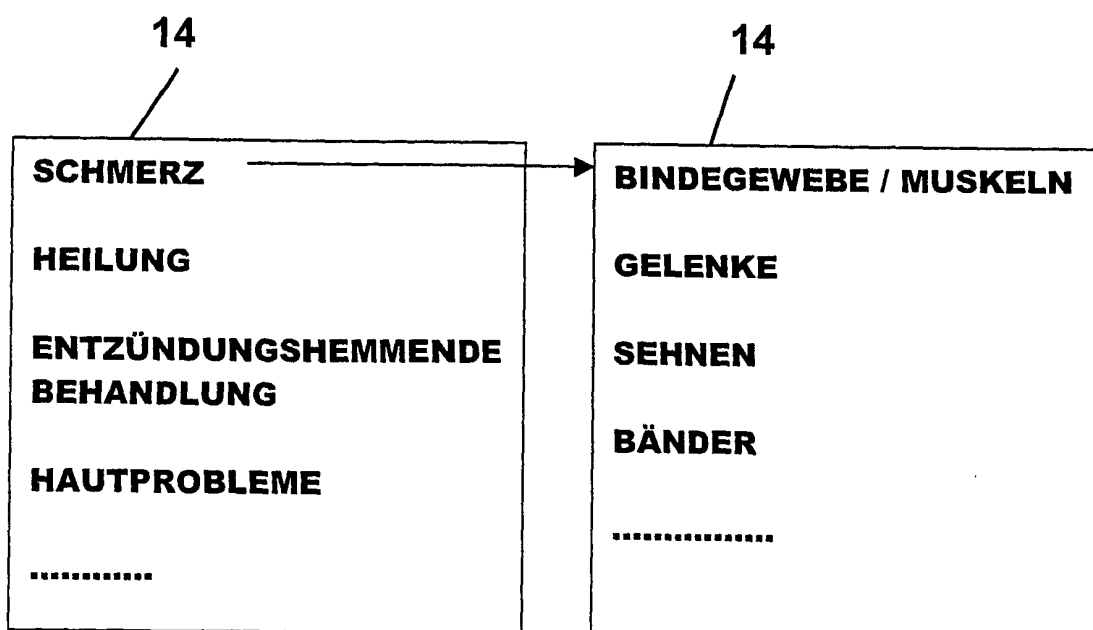 14
SCHMERZ
HEILUNG
ENTZÜNDUNGSHEMMENDE
BEHANDLUNG
HAUTPROBLEME
............
14
BINDEGEWEBE / MUSKELN
GELENKE
SEHNEN
BÄNDER
................